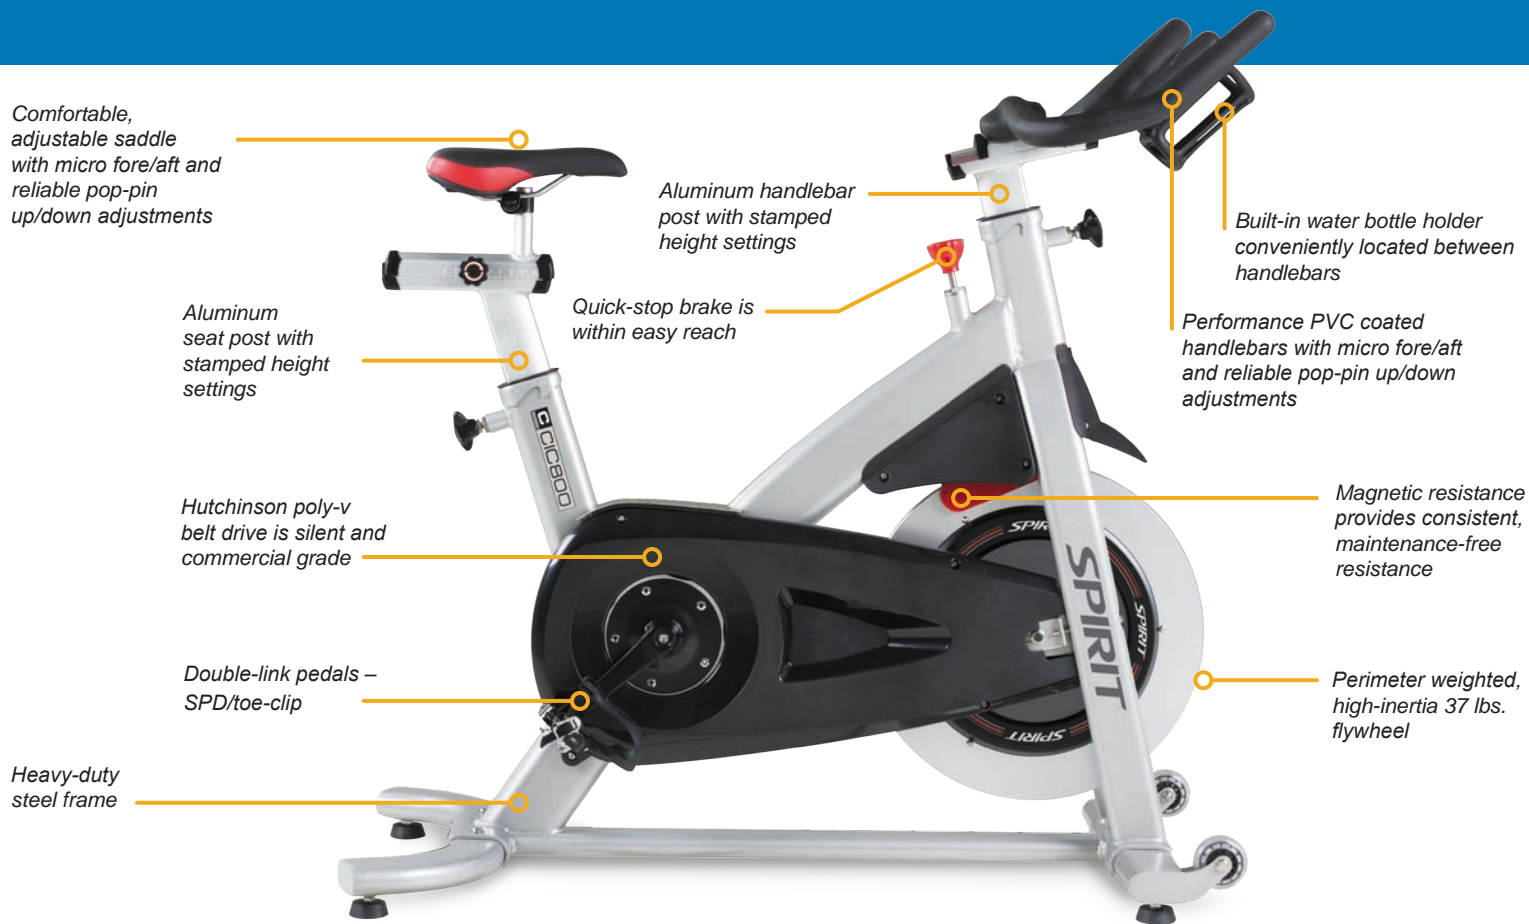 Comfortable,
adjustable saddle
with micro fore/aft and
reliable pop-pin
up/down adjustments
Aluminum handlebar
post with stamped
height settings
Built-in water bottle holder
conveniently located between
handlebars
Aluminum
seat post with
stamped height
settings
Quick-stop brake is
within easy reach
Performance PVC coated
handlebars with micro fore/aft
and reliable pop-pin up/down
adjustments
C CIC800
Hutchinson poly-v
belt drive is silent and
commercial grade
Magnetic resistance
provides consistent,
maintenance-free
resistance
SPIRIT
SPIRIT
SPIRIT
Double-link pedals –
SPD/toe-clip
Perimeter weighted,
high-inertia 37 lbs.
flywheel
SPIRIT
Heavy-duty
steel frame